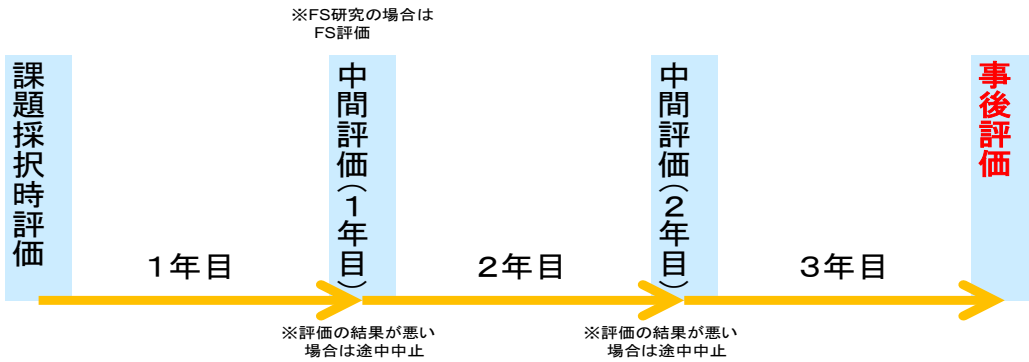 ※FS研究の場合は
FS評価
課題採択時評価
中間評価(1年目)
中間評価(2年目)
事後評価
1年目
2年目
3年目
※評価の結果が悪い
場合は途中中止
※評価の結果が悪い
場合は途中中止